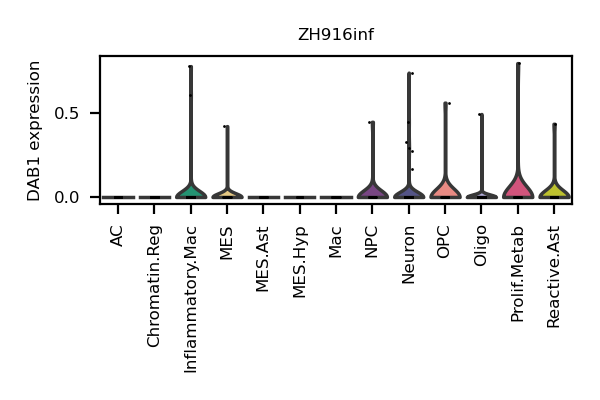 ZH916inf
DAB1 expression
0.5
0.0
AC
Chromatin.Reg
Inflammatory.Mac
MES
MES.Ast
MES.Hyp
Mac
NPC
Neuron
OPC
Oligo
Prolif.Metab
Reactive.Ast